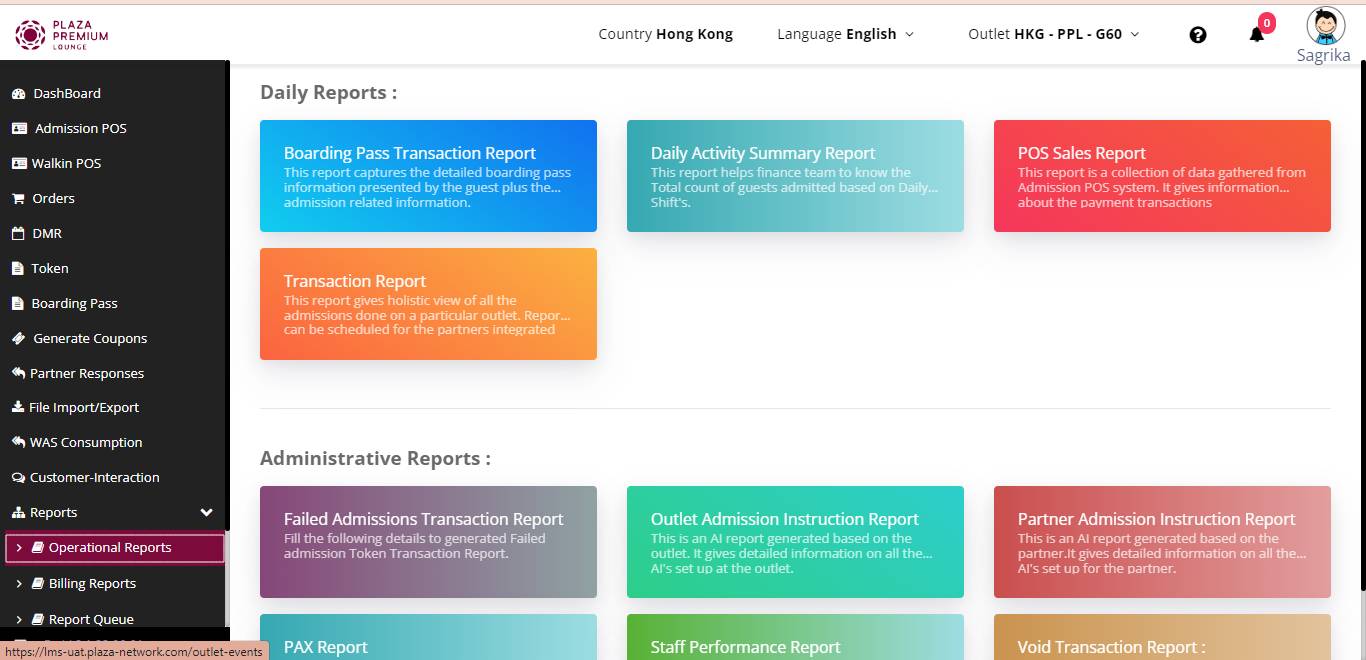 PLAZA
PREMIUM
LOUNGE
Country Hong Kong
Language English
Outlet HKG - PPL - G60
0
Sagrika
DashBoard
Admission POS
Walkin POS
Orders
DMR
Token
Boarding Pass
Generate Coupons
Partner Responses
File Import/Export
WAS Consumption
Customer-Interaction
Reports
Operational Reports
Billing Reports
Report Queue
https://lms-uat.plaza-network.com/outlet-events
Daily Reports :
Boarding Pass Transaction Report
This report captures the detailed boarding pass
information presented by the guest plus the...
admission related information.
Daily Activity Summary Report
This report helps finance team to know the
Total count of guests admitted based on Daily...
Shift's.
POS Sales Report
This report is a collection of data gathered from
Admission POS system. It gives information...
about the payment transactions
Transaction Report
This report gives holistic view of all the
admissions done on a particular outlet. Repor...
can be scheduled for the partners integrated
Administrative Reports :
Failed Admissions Transaction Report
Fill the following details to generated Failed
admission Token Transaction Report.
Outlet Admission Instruction Report
This is an AI report generated based on the
outlet. It gives detailed information on all the...
AI's set up at the outlet.
Partner Admission Instruction Report
This is an AI report generated based on the
partner.It gives detailed information on all the...
AI's set up for the partner.
PAX Report
Staff Performance Report
Void Transaction Report :